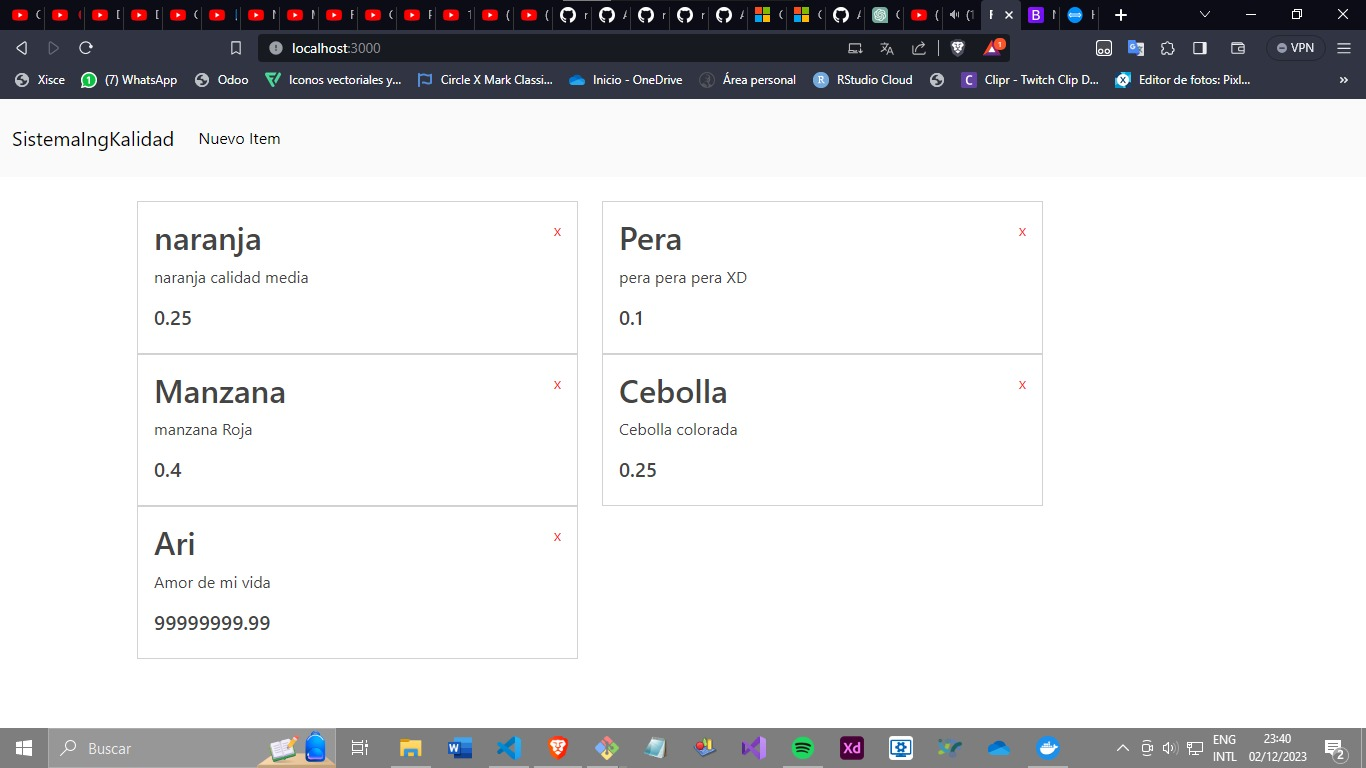 localhost:3000
1
VPN
Xisce
(7) WhatsApp
Odoo
Iconos vectoriales y...
Circle X Mark Classi...
Inicio - OneDrive
Área personal
RStudio Cloud
Clipr - Twitch Clip D...
Editor de fotos: Pixl...
»
SistemaIngKalidad
Nuevo Item
naranja
x
naranja calidad media
0.25
Pera
x
pera pera pera XD
0.1
Manzana
x
manzana Roja
0.4
Cebolla
x
Cebolla colorada
0.25
Ari
x
Amor de mi vida
99999999.99
Buscar
ENG
INTL
23:40
02/12/2023
2